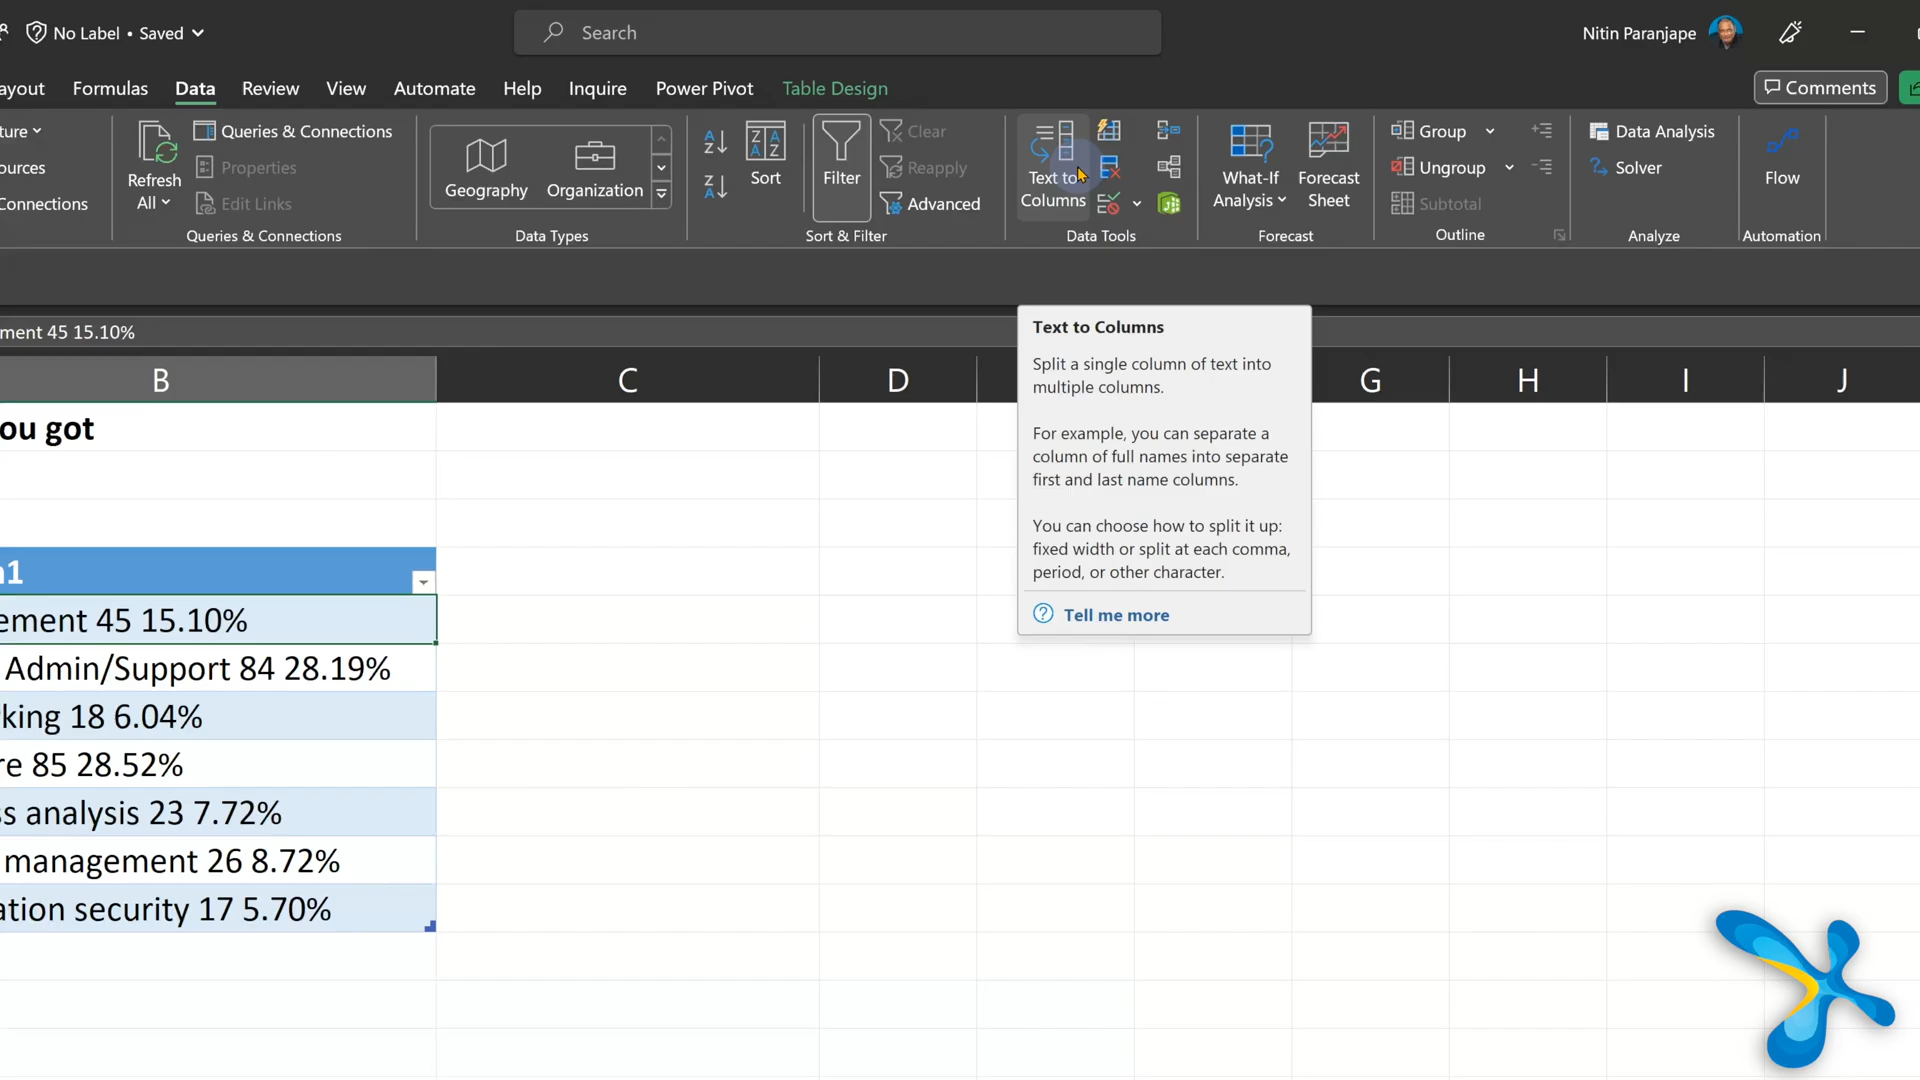 No Label • Saved
Search
Nitin Paranjape
ayout Formulas Data Review View Automate Help Inquire Power Pivot Table Design
Comments
ture
ources
Connections
Refresh
All
Queries & Connections
Properties
Edit Links
Queries & Connections
Geography
Organization
Data Types
Sort
Filter
Clear
Reapply
Advanced
Sort & Filter
Text to
Columns
Data Tools
What-If
Analysis
Forecast
Sheet
Forecast
Group
Ungroup
Subtotal
Outline
Data Analysis
Solver
Analyze
Flow
Automation
ment 45 15.10%
B C D G H I J
ou got
n1
ement 45 15.10%
Admin/Support 84 28.19%
rking 18 6.04%
re 85 28.52%
ss analysis 23 7.72%
management 26 8.72%
ation security 17 5.70%
Text to Columns
Split a single column of text into
multiple columns.
For example, you can separate a
column of full names into separate
first and last name columns.
You can choose how to split it up:
fixed width or split at each comma,
period, or other character.
Tell me more